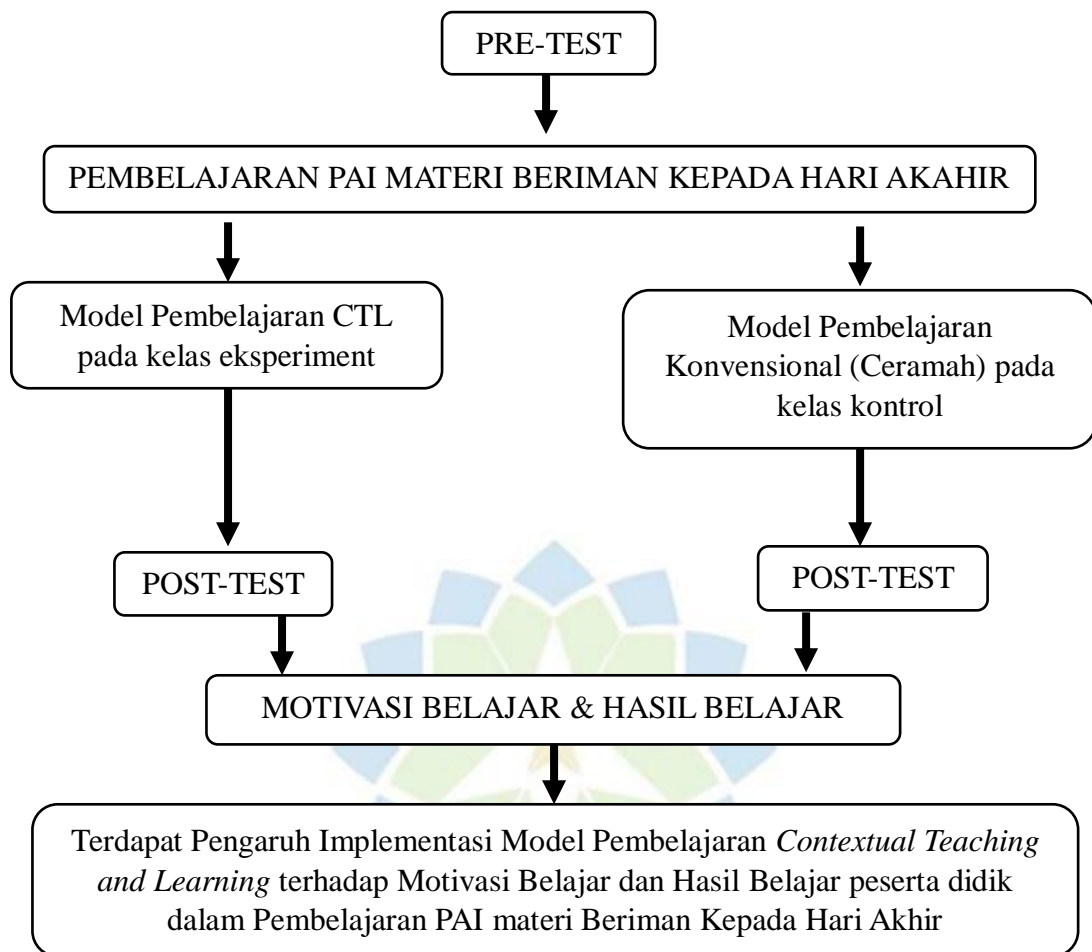 PRE-TEST
PEMBELAJARAN PAI MATERI BERIMAN KEPADA HARI AKAHIR
Model Pembelajaran CTL
pada kelas eksperiment
Model Pembelajaran
Konvensional (Ceramah) pada
kelas kontrol
POST-TEST
POST-TEST
MOTIVASI BELAJAR & HASIL BELAJAR
Terdapat Pengaruh Implementasi Model Pembelajaran Contextual Teaching
and Learning terhadap Motivasi Belajar dan Hasil Belajar peserta didik
dalam Pembelajaran PAI materi Beriman Kepada Hari Akhir